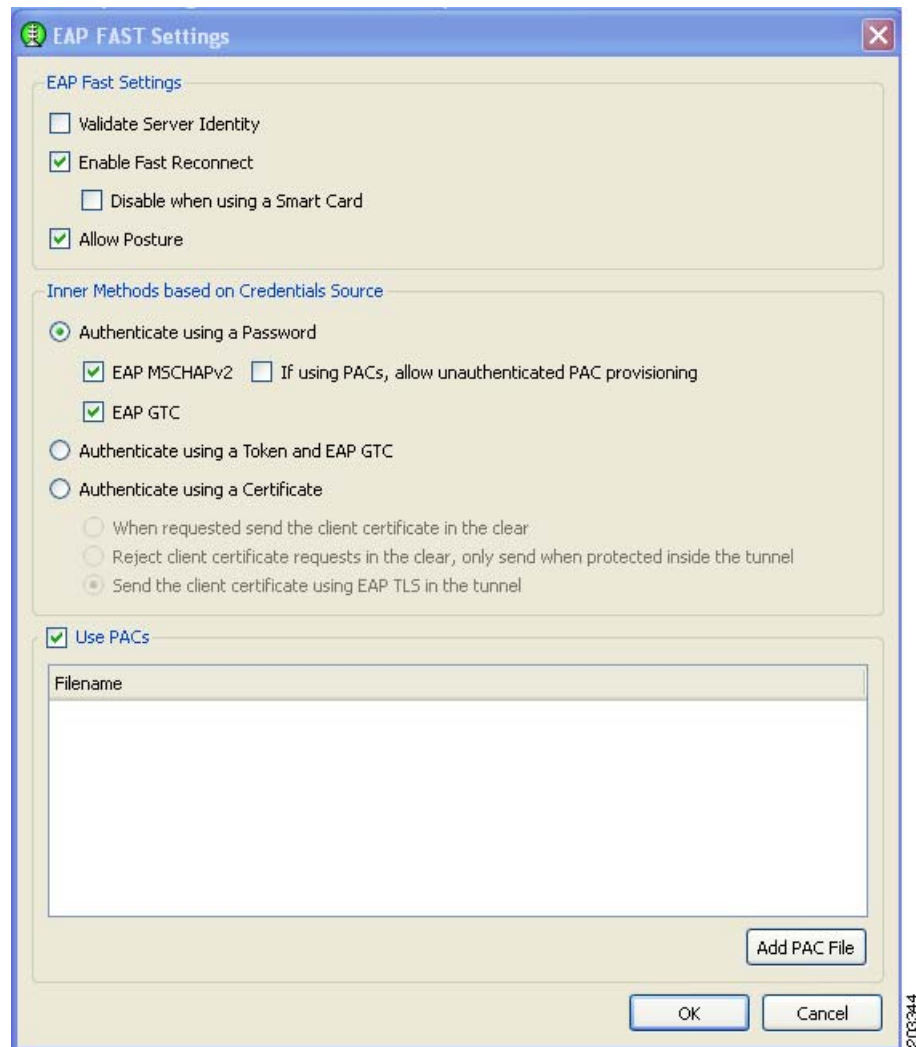 EAP FAST Settings
EAP Fast Settings
Validate Server Identity
Enable Fast Reconnect
Disable when using a Smart Card
Allow Posture
Inner Methods based on Credentials Source
Authenticate using a Password
EAP MSCHAPv2 If using PACs, allow unauthenticated PAC provisioning
EAP GTC
Authenticate using a Token and EAP GTC
Authenticate using a Certificate
When requested send the client certificate in the clear
Reject client certificate requests in the clear, only send when protected inside the tunnel
Send the client certificate using EAP TLS in the tunnel
Use PACs
Filename
Add PAC File
OK Cancel
203344